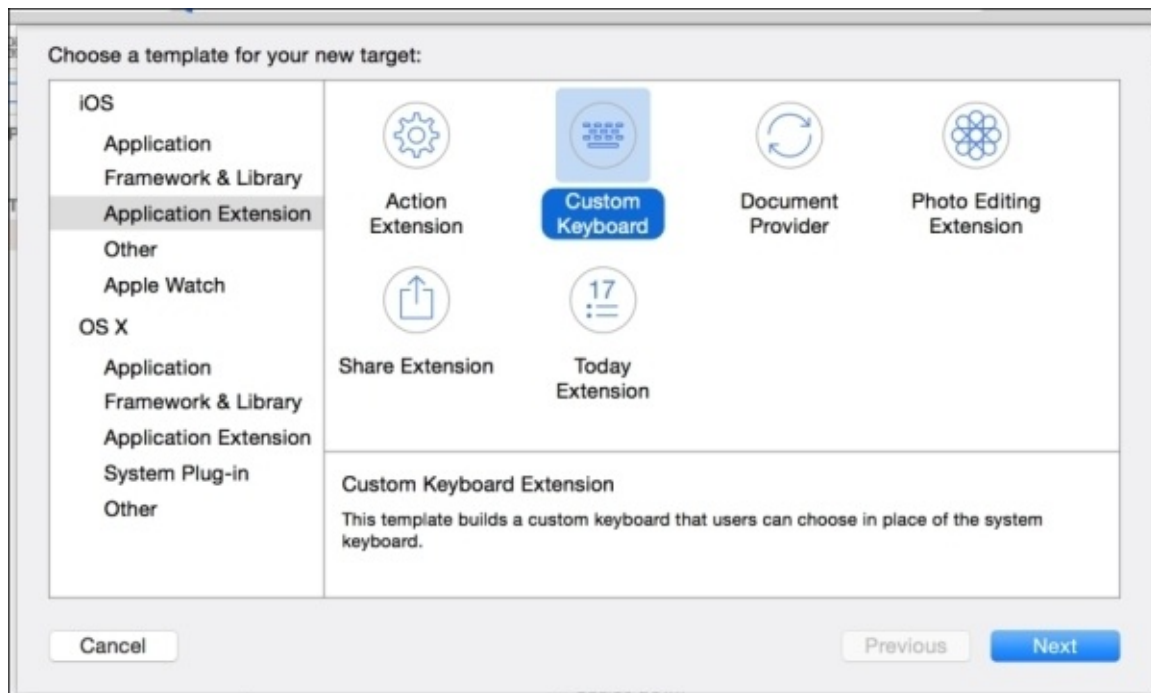 Choose a template for your new target:
iOS
Application
Framework & Library
Application Extension
Other
Apple Watch
OS X
Application
Framework & Library
Application Extension
System Plug-in
Other
Action
Extension
Custom
Keyboard
Document
Provider
Photo Editing
Extension
Share Extension
17
Today
Extension
Custom Keyboard Extension
This template builds a custom keyboard that users can choose in place of the system
keyboard.
Cancel
Previous
Next